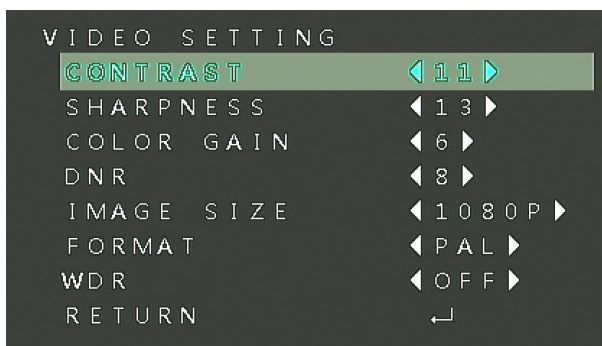 VIDEO SETTING
CONTRAST 11
SHARPNESS 13
COLOR GAIN 6
DNR 8
IMAGE SIZE 1080P
FORMAT PAL
WDR OFF
RETURN